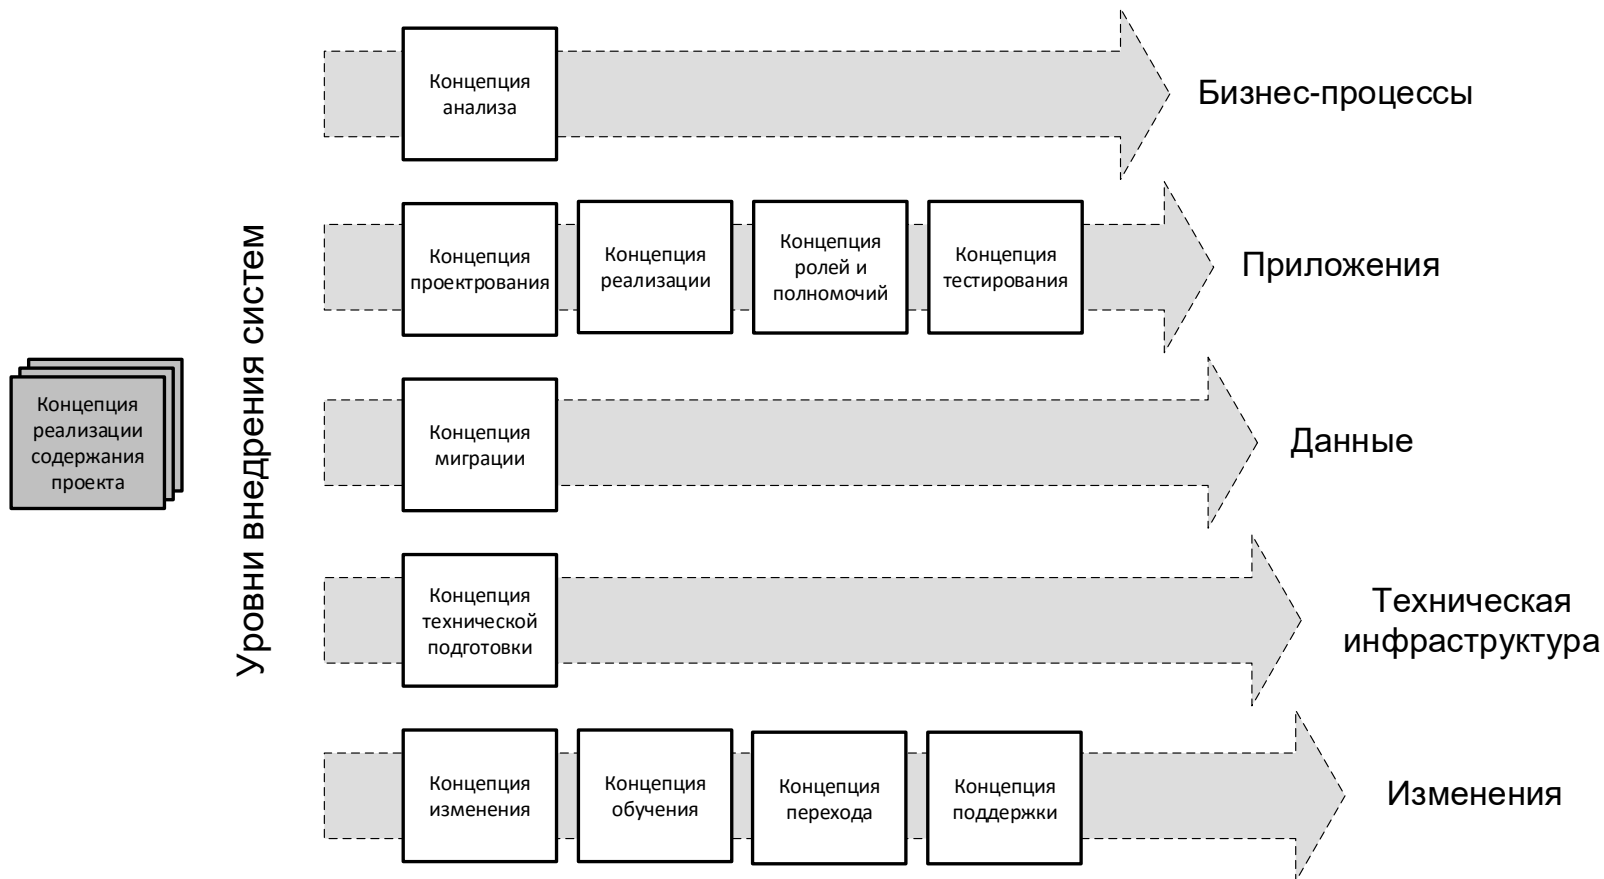 Концепция
реализации
содержания
проекта
Уровни внедрения систем
Концепция
анализа
Бизнес-процессы
Концепция
проектрования
Концепция
реализации
Концепция
ролей и
полномочий
Концепция
тестирования
Приложения
Концепция
миграции
Данные
Концепция
технической
подготовки
Техническая
инфраструктура
Концепция
изменения
Концепция
обучения
Концепция
перехода
Концепция
поддержки
Изменения